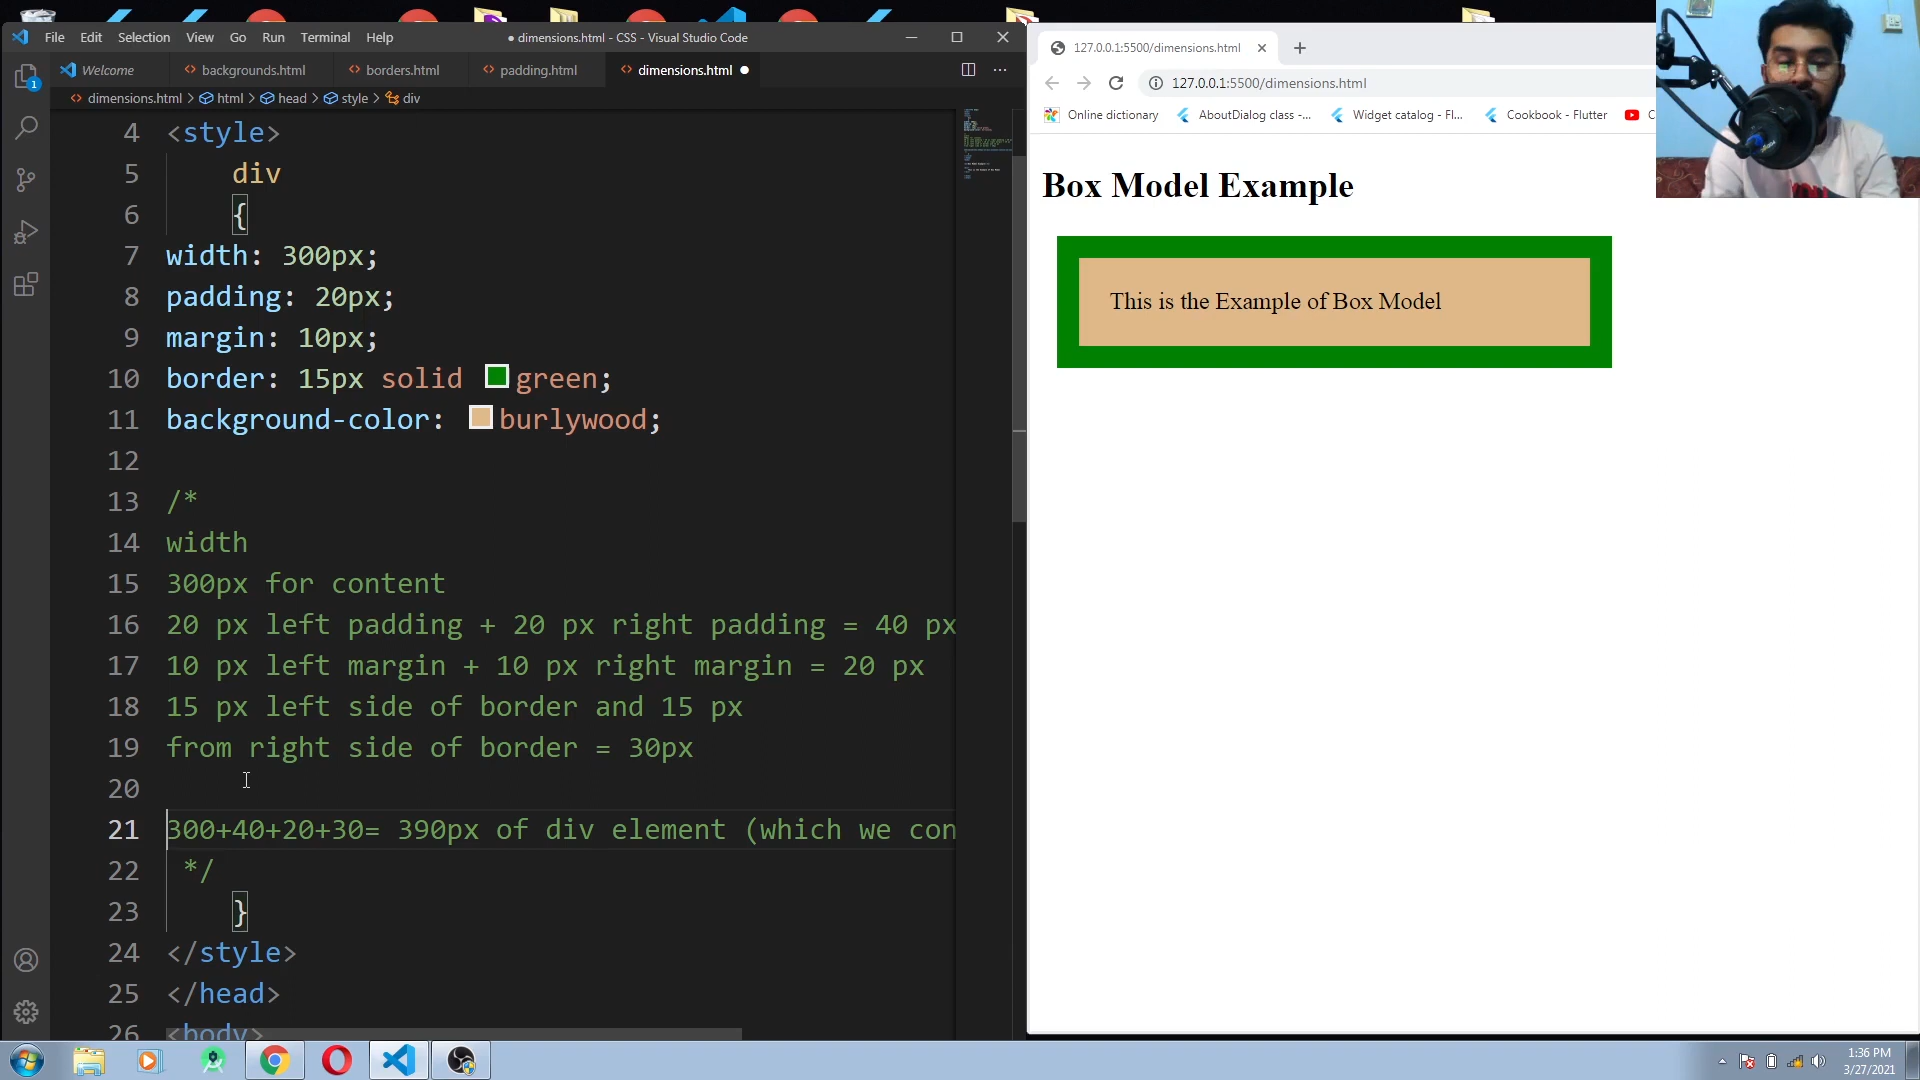 File Edit Selection View Go Run Terminal Help
● dimensions.html - CSS - Visual Studio Code
Welcome
backgrounds.html
borders.html
padding.html
dimensions.html ●
dimensions.html > html > head > style > div
4 <style>
5 div
6 {
7 width: 300px;
8 padding: 20px;
9 margin: 10px;
10 border: 15px solid green;
11 background-color: burlywood;
12
13 /*
14 width
15 300px for content
16 20 px left padding + 20 px right padding = 40 px
17 10 px left margin + 10 px right margin = 20 px
18 15 px left side of border and 15 px
19 from right side of border = 30px
20
21 300+40+20+30= 390px of div element (which we con
22 */
23 }
24 </style>
25 </head>
26 <body>
1
127.0.0.1:5500/dimensions.html
127.0.0.1:5500/dimensions.html
Online dictionary
AboutDialog class -...
Widget catalog - Fl...
Cookbook - Flutter
C
Box Model Example
This is the Example of Box Model
1:36 PM
3/27/2021